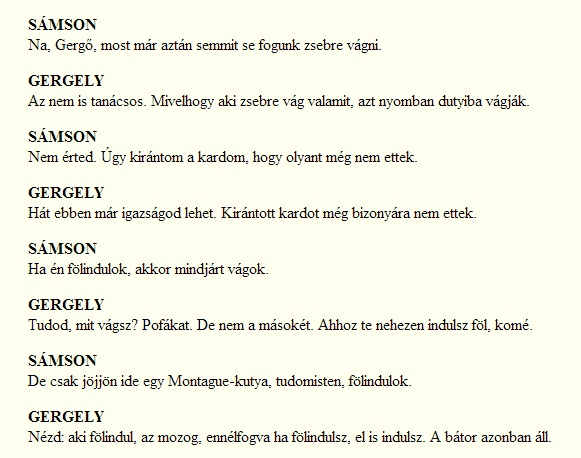 SÁMSON
Na, Gergő, most már aztán semmit se fogunk zsebre vágni.
GERGELY
Az nem is tanácsos. Mivelhogy aki zsebre vág valamit, azt nyomban dutyiba vágják.
SÁMSON
Nem érted. Úgy kirántom a kardom, hogy olyant még nem ettek.
GERGELY
Hát ebben már igazságod lehet. Kirántott kardot még bizonyára nem ettek.
SÁMSON
Ha én fölindulok, akkor mindjárt vágok.
GERGELY
Tudod, mit vágsz? Pofákat. De nem a másokét. Ahhoz te nehezen indulsz föl, komé.
SÁMSON
De csak jöjjön ide egy Montague-kutya, tudomisten, fölindulok.
GERGELY
Nézd: aki fölindul, az mozog, ennélfogva ha fölindulsz, el is indulsz. A bátor azonban áll.